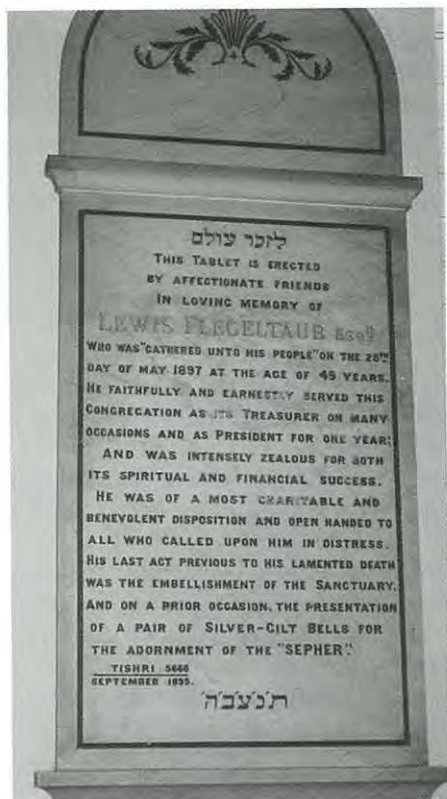 לזכר עולם
THIS TABLET IS ERECTED
BY AFFECTIONATE FRIENDS
IN LOVING MEMORY OF
LEWIS FLEGELTAUB ESQR
WHO WAS "GATHERED UNTO HIS PEOPLE" ON THE 28TH
DAY OF MAY 1897 AT THE AGE OF 49 YEARS.
HE FAITHFULLY AND EARNESTLY SERVED THIS
CONGREGATION AS ITS TREASURER ON MANY
OCCASIONS AND AS PRESIDENT FOR ONE YEAR:
AND WAS INTENSELY ZEALOUS FOR BOTH
ITS SPIRITUAL AND FINANCIAL SUCCESS.
HE WAS OF A MOST CHARITABLE AND
BENEVOLENT DISPOSITION AND OPEN HANDED TO
ALL WHO CALLED UPON HIM IN DISTRESS.
HIS LAST ACT PREVIOUS TO HIS LAMENTED DEATH
WAS THE EMBELLISHMENT OF THE SANCTUARY,
AND ON A PRIOR OCCASION, THE PRESENTATION
OF A PAIR OF SILVER-GILT BELLS FOR
THE ADORNMENT OF THE "SEPHER".
TISHRI 5660
SEPTEMBER 1899.
ת'נ'צ'ב'ה'